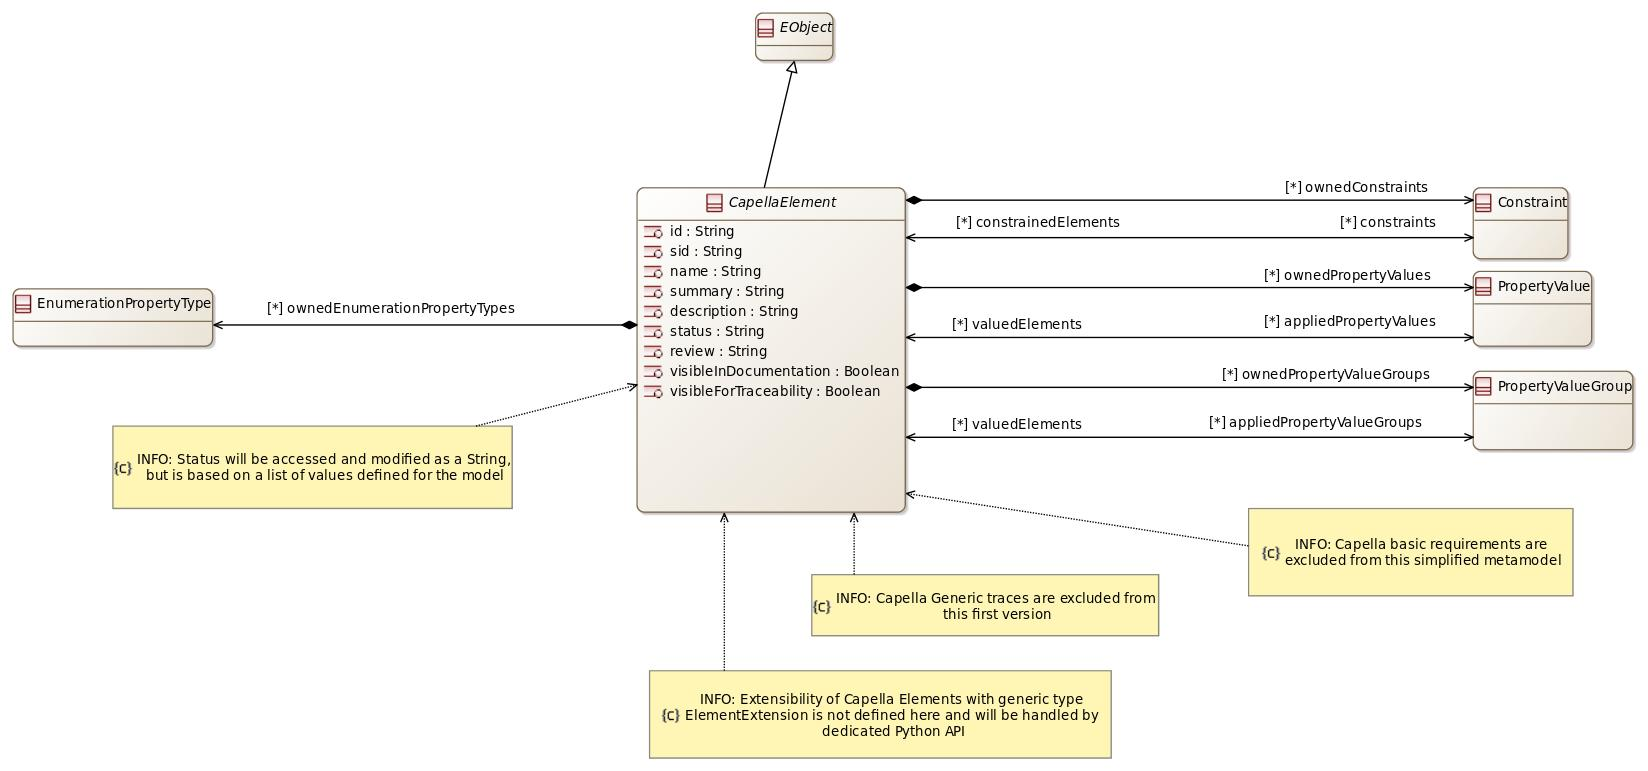 EObject
CapellaElement
id : String
sid : String
name : String
summary : String
description : String
status : String
review : String
visibleInDocumentation : Boolean
visibleForTraceability : Boolean
[*] ownedConstraints
Constraint
[*] constrainedElements
[*] constraints
[*] ownedPropertyValues
PropertyValue
[*] valuedElements
[*] appliedPropertyValues
[*] ownedPropertyValueGroups
PropertyValueGroup
[*] valuedElements
[*] appliedPropertyValueGroups
EnumerationPropertyType
[*] ownedEnumerationPropertyTypes
{c}
INFO: Status will be accessed and modified as a String,
but is based on a list of values defined for the model
{c}
INFO: Capella basic requirements are
excluded from this simplified metamodel
{c}
INFO: Capella Generic traces are excluded from
this first version
{c}
INFO: Extensibility of Capella Elements with generic type
ElementExtension is not defined here and will be handled by
dedicated Python API